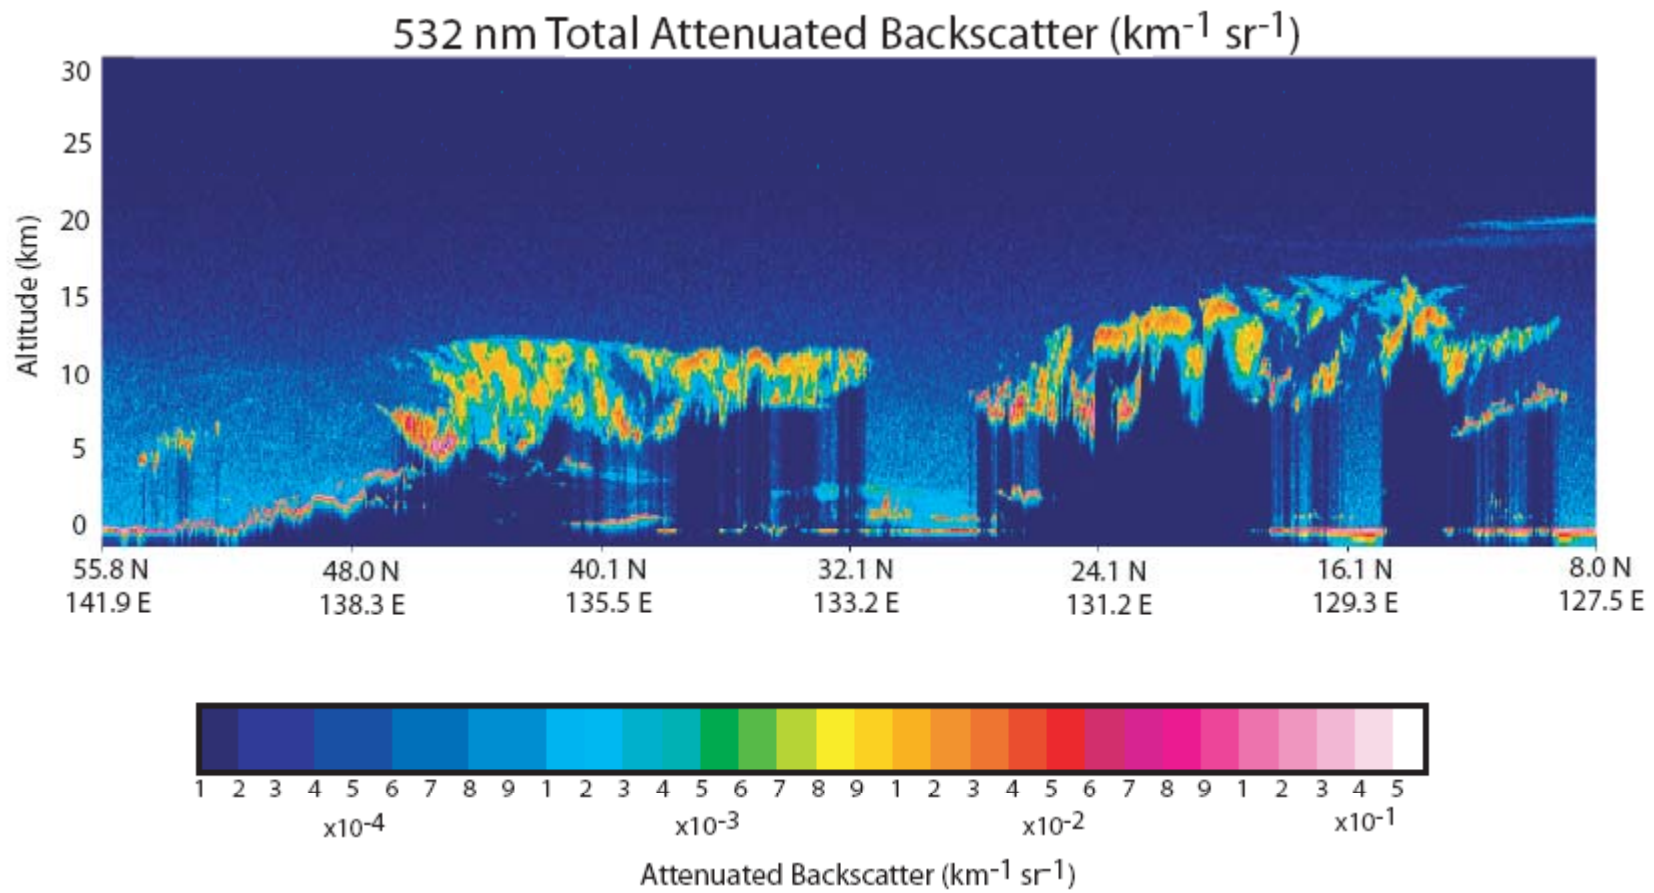 532 nm Total Attenuated Backscatter (km-1 sr-1)
30
25
20
15
10
5
0
Altitude (km)
55.8 N 48.0 N 40.1 N 32.1 N 24.1 N 16.1 N 8.0 N
141.9 E 138.3 E 135.5 E 133.2 E 131.2 E 129.3 E 127.5 E
1 2 3 4 5 6 7 8 9 1 2 3 4 5 6 7 8 9 1 2 3 4 5 6 7 8 9 1 2 3 4 5
x10-4 x10-3 x10-2 x10-1
Attenuated Backscatter (km-1 sr-1)